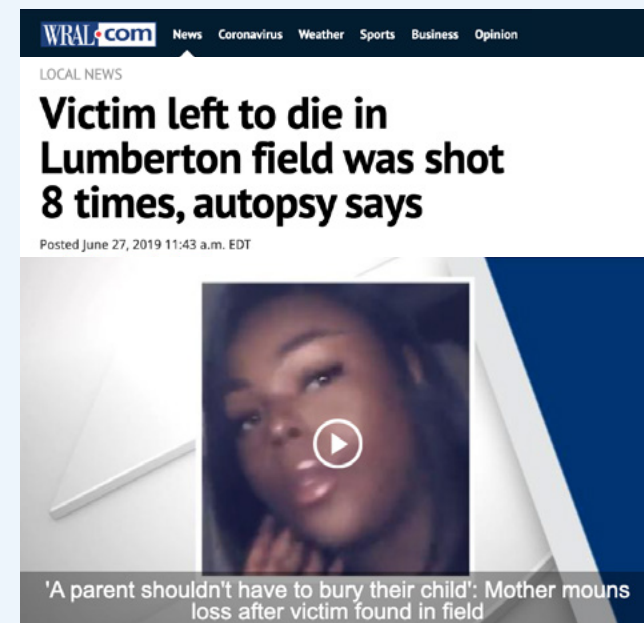 WRAL.com News Coronavirus Weather Sports Business Opinion
LOCAL NEWS
Victim left to die in
Lumberton field was shot
8 times, autopsy says
Posted June 27, 2019 11:43 a.m. EDT
'A parent shouldn't have to bury their child': Mother mouns
loss after victim found in field